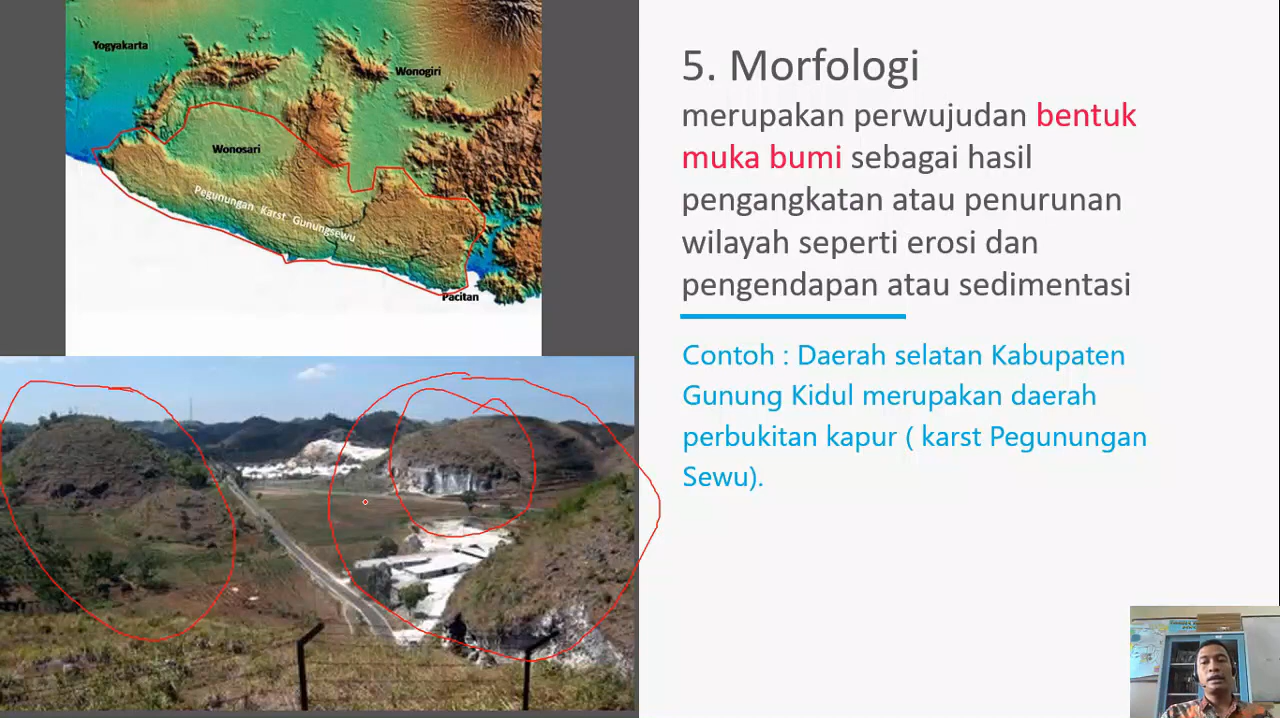 Yogyakarta
Wonogiri
Wonosari
Pegunungan Karst Gunungsewu
Pacitan
5. Morfologi
merupakan perwujudan bentuk
muka bumi sebagai hasil
pengangkatan atau penurunan
wilayah seperti erosi dan
pengendapan atau sedimentasi
Contoh : Daerah selatan Kabupaten
Gunung Kidul merupakan daerah
perbukitan kapur ( karst Pegunungan
Sewu).